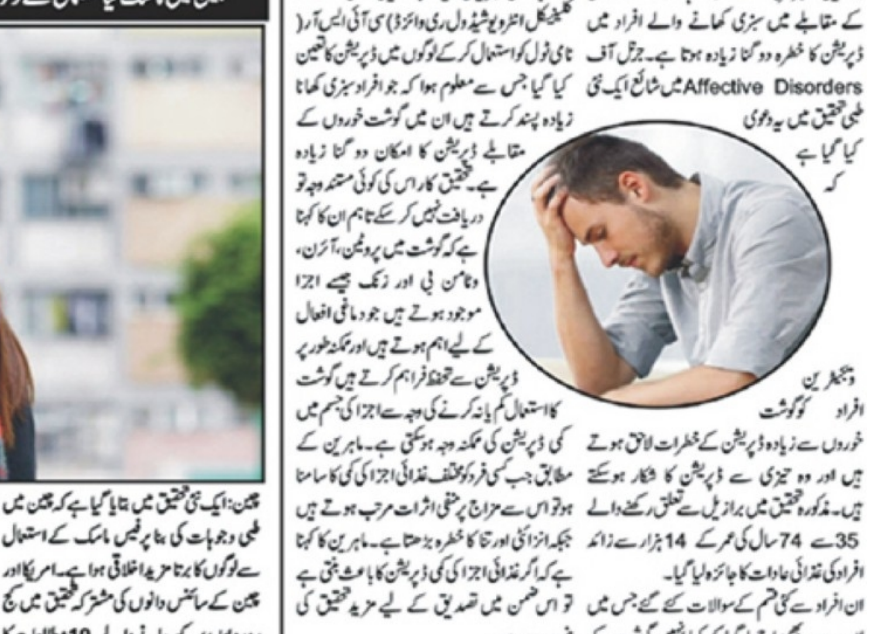 کے مقابلے میں سبزی کھانے والے افراد میں
ڈپریشن کا خطرہ دو گنا زیادہ ہوتا ہے۔ جرنل آف
Affective Disorders میں شائع ایک نئی
طبی تحقیق میں یہ دعویٰ
کیا گیا ہے
کہ
ویجیٹرین
افراد کو گوشت
خوروں سے زیادہ ڈپریشن کے خطرات لاحق ہوتے
ہیں اور وہ تیزی سے ڈپریشن کا شکار ہوسکتے
ہیں۔ مذکورہ تحقیق میں برازیل سے تعلق رکھنے والے
35 سے 74 سال کی عمر کے 14 ہزار سے زائد
افراد کی غذائی عادات کا جائزہ لیا گیا۔
ان افراد سے کئی قسم کے سوالات کئے گئے جس میں
کلینیکل انٹرویو شیڈول ری وائزڈ) سی آئی ایس آر(
نامی ٹول کو استعمال کرکے لوگوں میں ڈپریشن کا تعین
کیا گیا جس سے معلوم ہوا کہ جو افراد سبزی کھانا
زیادہ پسند کرتے ہیں ان میں گوشت خوروں کے
مقابلے ڈپریشن کا امکان دو گنا زیادہ
ہے۔ تحقیق کار اس کی کوئی مستند وجہ تو
دریافت نہیں کرسکے تاہم ان کا کہنا
ہے کہ گوشت میں پروٹین، آئرن،
وٹامن بی اور زنک جیسے اجزا
موجود ہوتے ہیں جو دماغی افعال
کے لیے اہم ہوتے ہیں اور ممکنہ طور پر
ڈپریشن سے تحفظ فراہم کرتے ہیں گوشت
کا استعمال کم یا نہ کرنے کی وجہ سے اجزا کی جسم میں
کمی ڈپریشن کی ممکنہ وجہ ہوسکتی ہے۔ ماہرین کے
مطابق جب کسی فرد کو مختلف غذائی اجزا کی کمی کا سامنا
ہو تو اس سے مزاج پر منفی اثرات مرتب ہوتے ہیں
جبکہ انزائٹی اور تنا کا خطرہ بڑھتا ہے۔ ماہرین کا کہنا
ہے کہ اگر غذائی اجزا کی کمی ڈپریشن کا باعث بنتی ہے
تو اس ضمن میں تصدیق کے لیے مزید تحقیق کی
چین: ایک نئی تحقیق میں بتایا گیا ہے کہ چین میں
طبی وجوہات کی بنا پر فیس ماسک کے استعمال
سے لوگوں کا برتا مزید اخلاقی ہوا ہے۔ امریکا اور
چین کے سائنس دانوں کی مشترکہ تحقیق میں کج